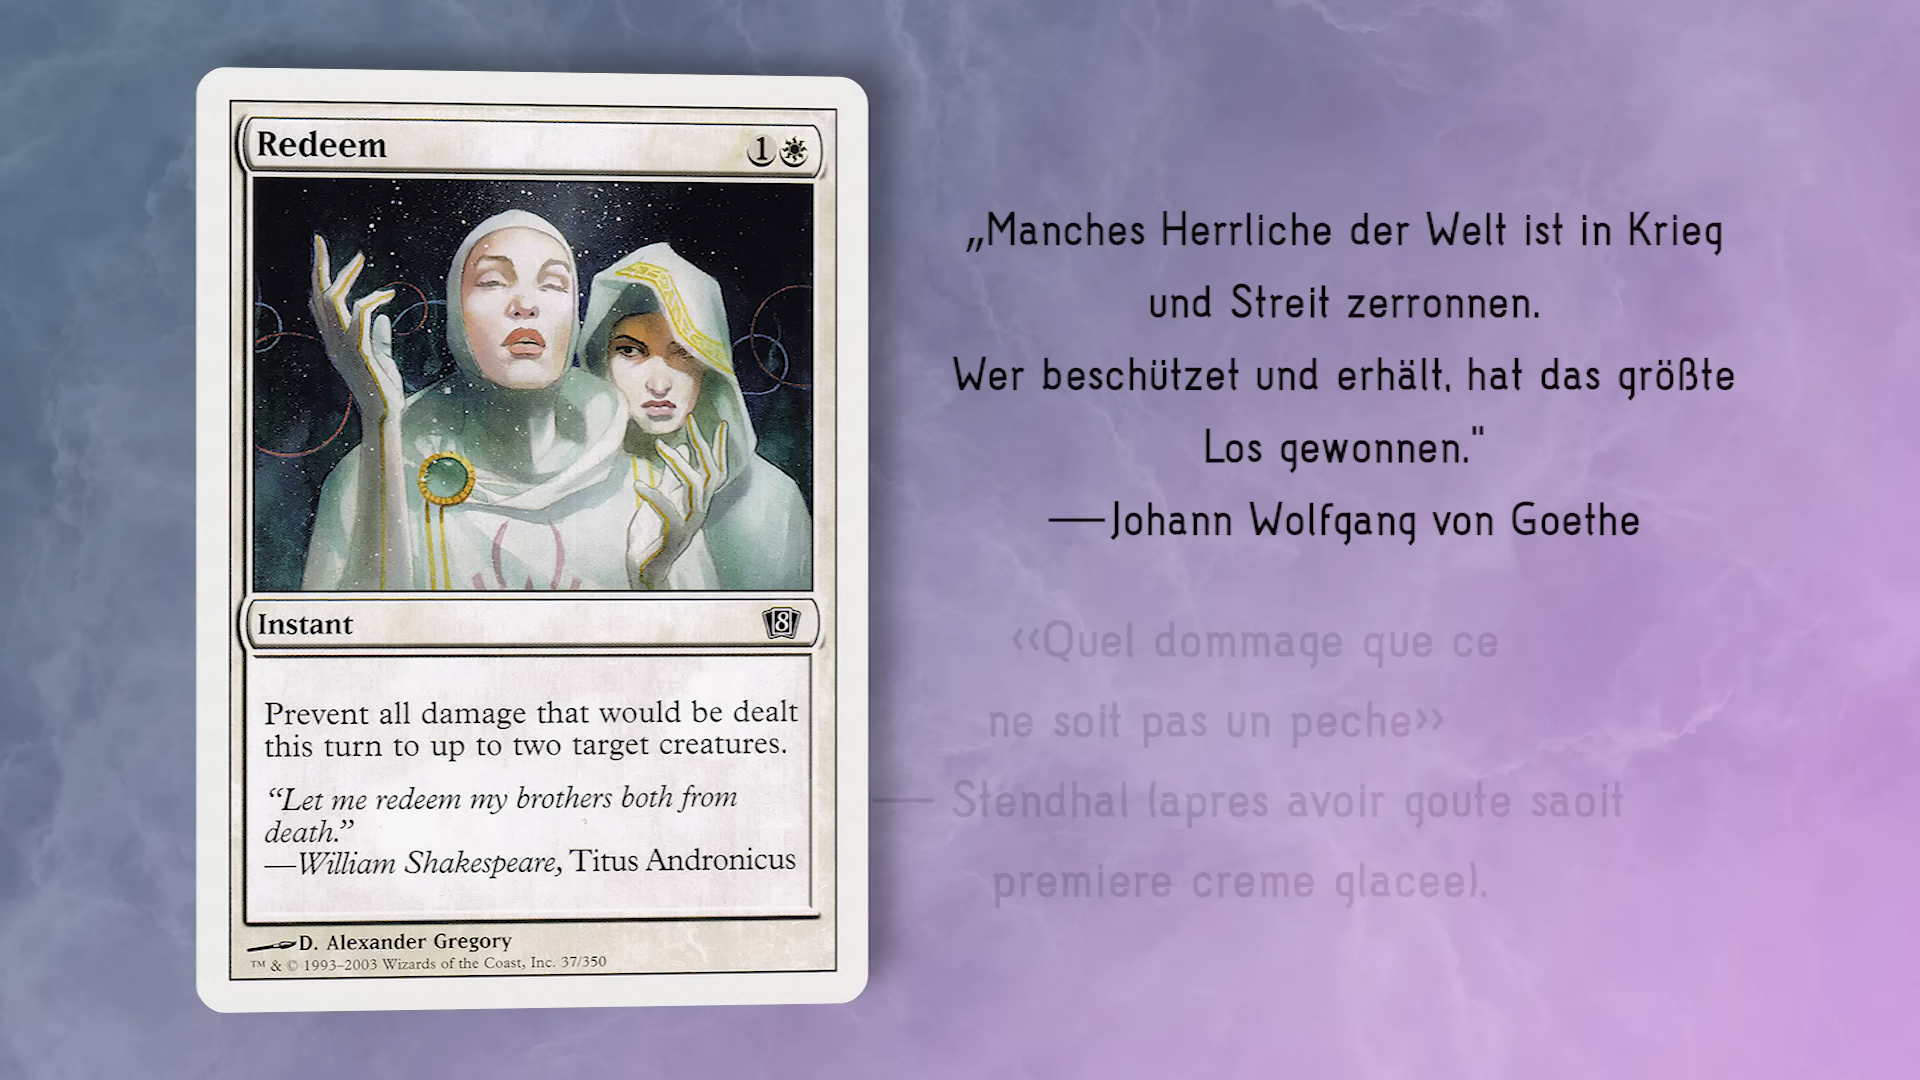 Redeem
1
Instant
8
Prevent all damage that would be dealt
this turn to up to two target creatures.
“Let me redeem my brothers both from
death.”
—William Shakespeare, Titus Andronicus
D. Alexander Gregory
™ & © 1993–2003 Wizards of the Coast, Inc. 37/350
„Manches Herrliche der Welt ist in Krieg
und Streit zerronnen.
Wer beschützet und erhält, hat das größte
Los gewonnen."
—Johann Wolfgang von Goethe
‹‹Quel dommage que ce
ne soit pas un peche››
— Stendhal (apres avoir goute saoit
premiere creme glacee).